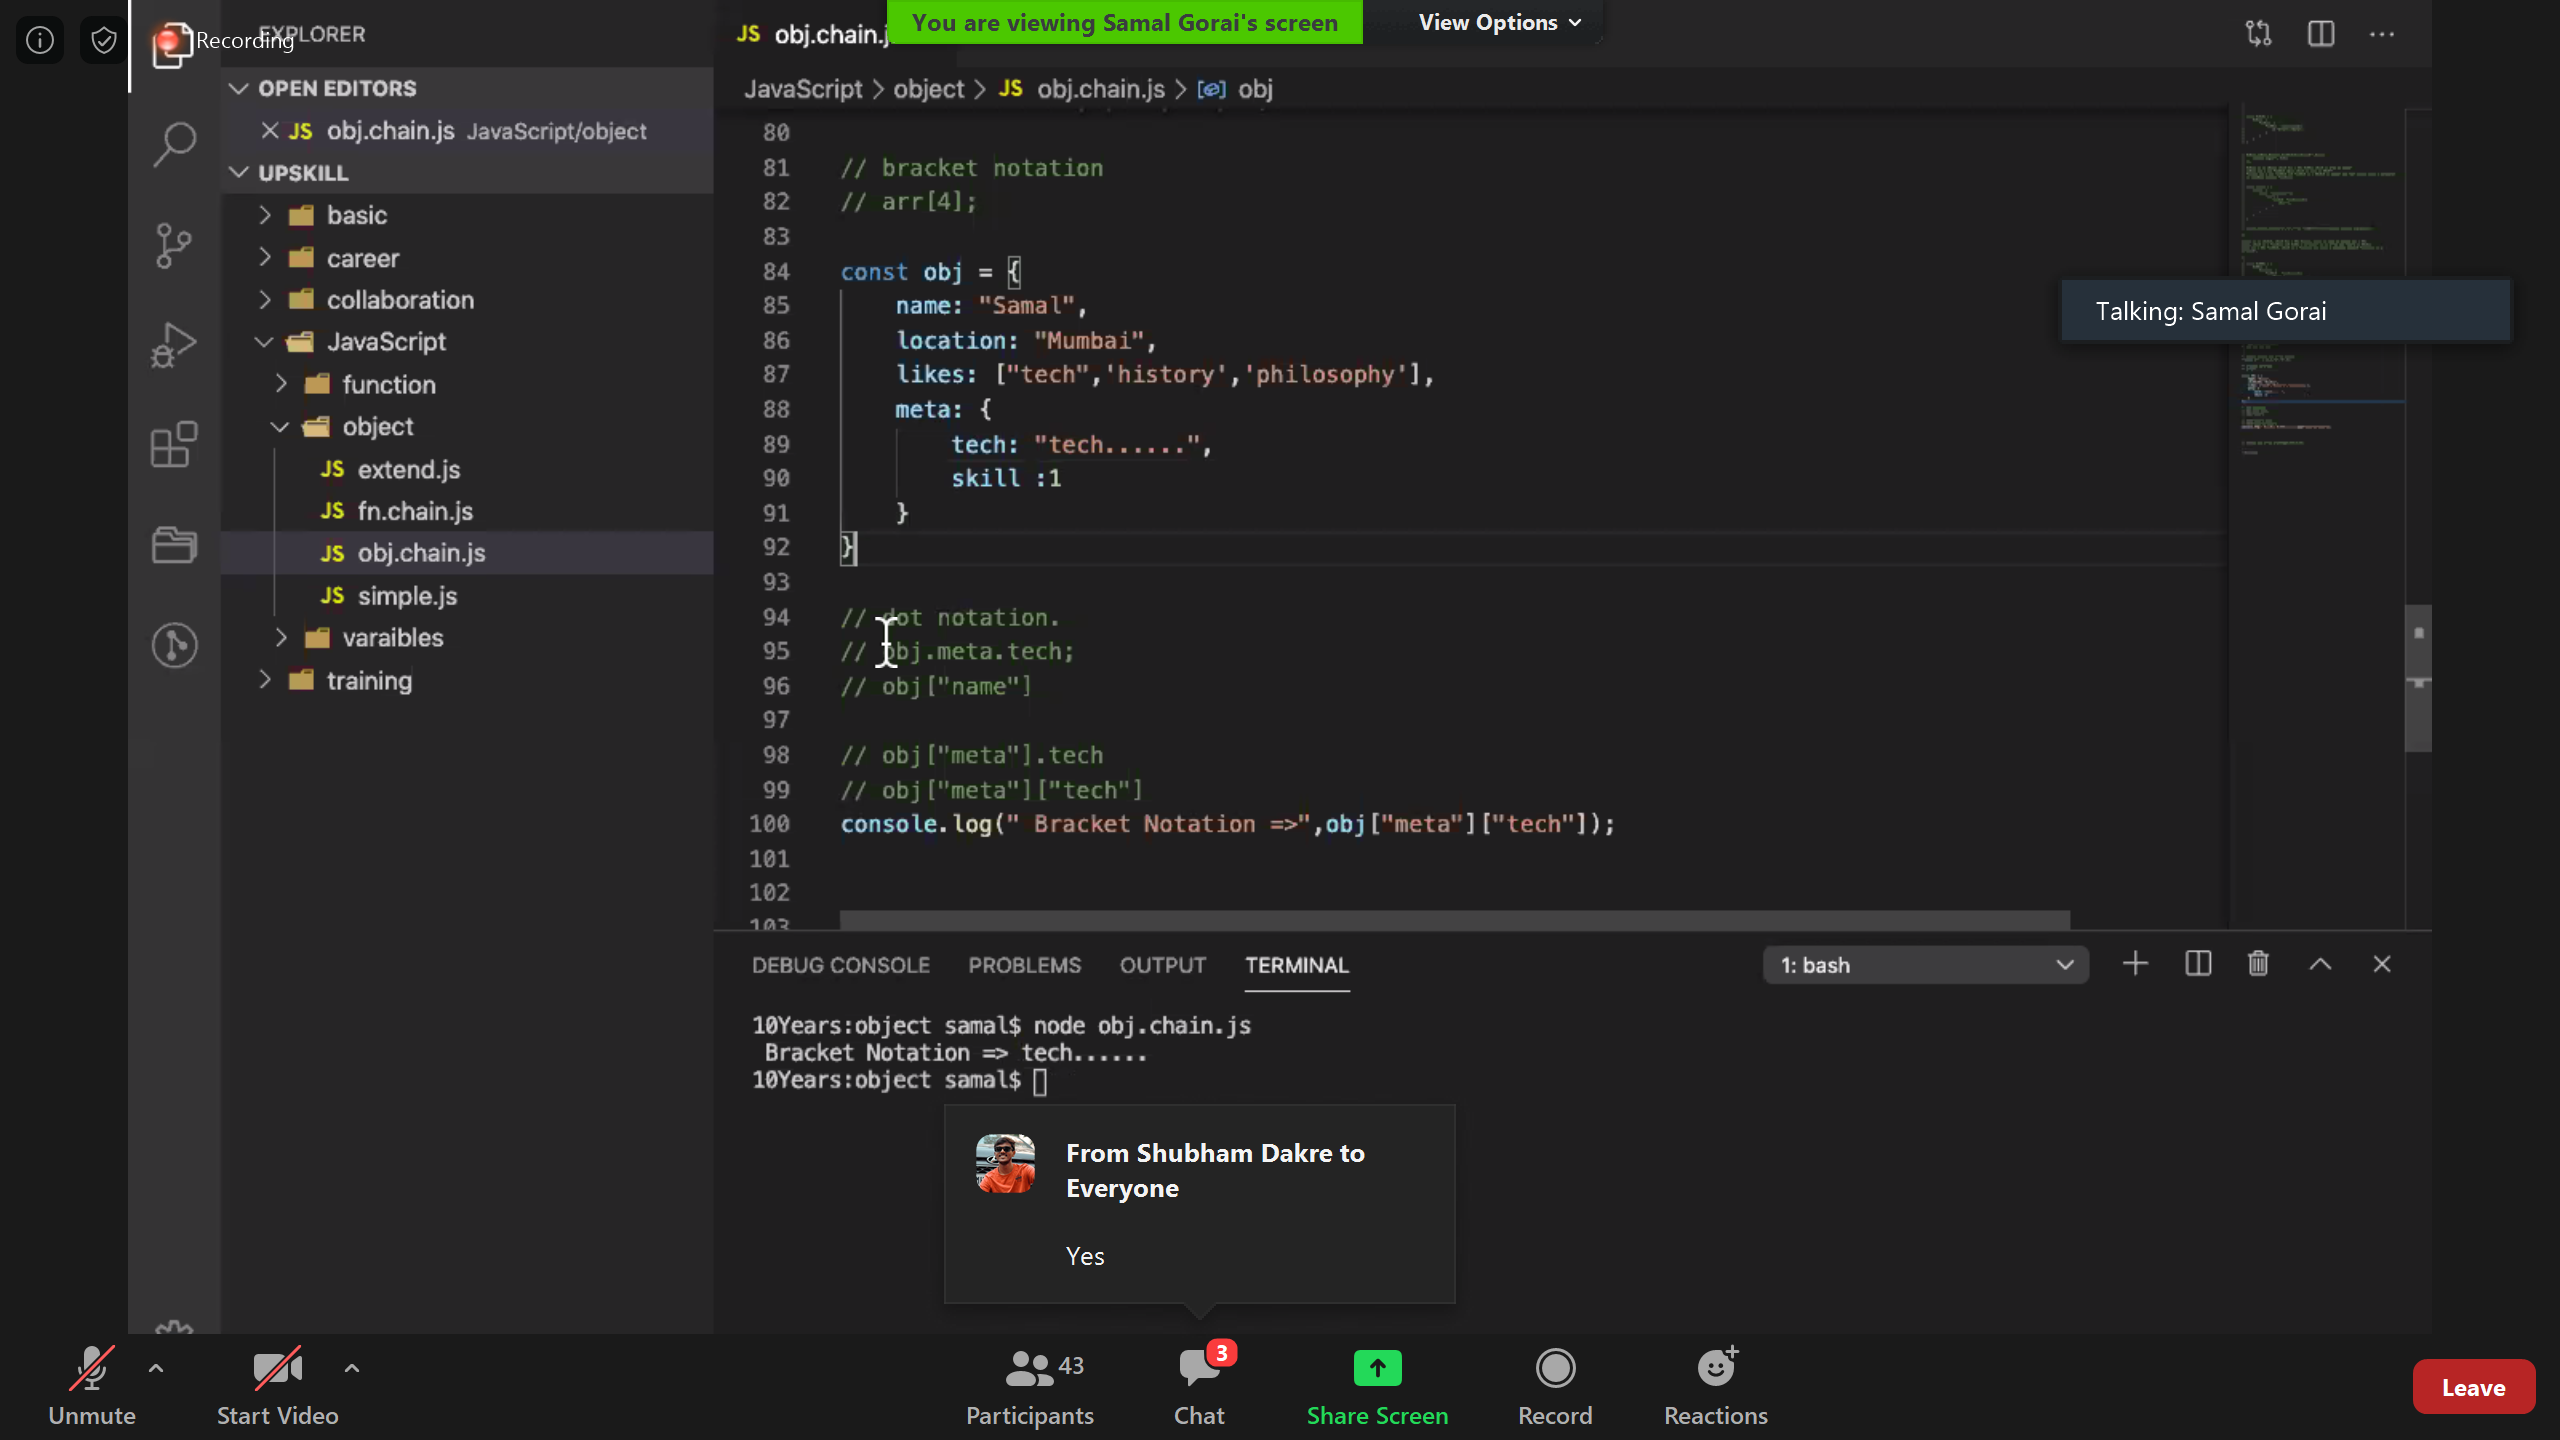 Recording
EXPLORER
JS obj.chain.j
You are viewing Samal Gorai's screen
View Options
OPEN EDITORS
JS obj.chain.js JavaScript/object
UPSKILL
basic
career
collaboration
JavaScript
function
object
JS extend.js
JS fn.chain.js
JS obj.chain.js
JS simple.js
varaibles
training
JavaScript > object > JS obj.chain.js > obj
80
81 // bracket notation
82 // arr[4];
83
84 const obj = {
85 name: "Samal",
86 location: "Mumbai",
87 likes: ["tech",'history','philosophy'],
88 meta: {
89 tech: "tech......",
90 skill :1
91 }
92 }
93
94 // dot notation.
95 // obj.meta.tech;
96 // obj["name"]
97
98 // obj["meta"].tech
99 // obj["meta"]["tech"]
100 console.log(" Bracket Notation =>",obj["meta"]["tech"]);
101
102
103
Talking: Samal Gorai
DEBUG CONSOLE PROBLEMS OUTPUT TERMINAL
1: bash
10Years:object samal$ node obj.chain.js
Bracket Notation => tech......
10Years:object samal$
From Shubham Dakre to
Everyone
Yes
Unmute
Start Video
43
Participants
3
Chat
Share Screen
Record
Reactions
Leave